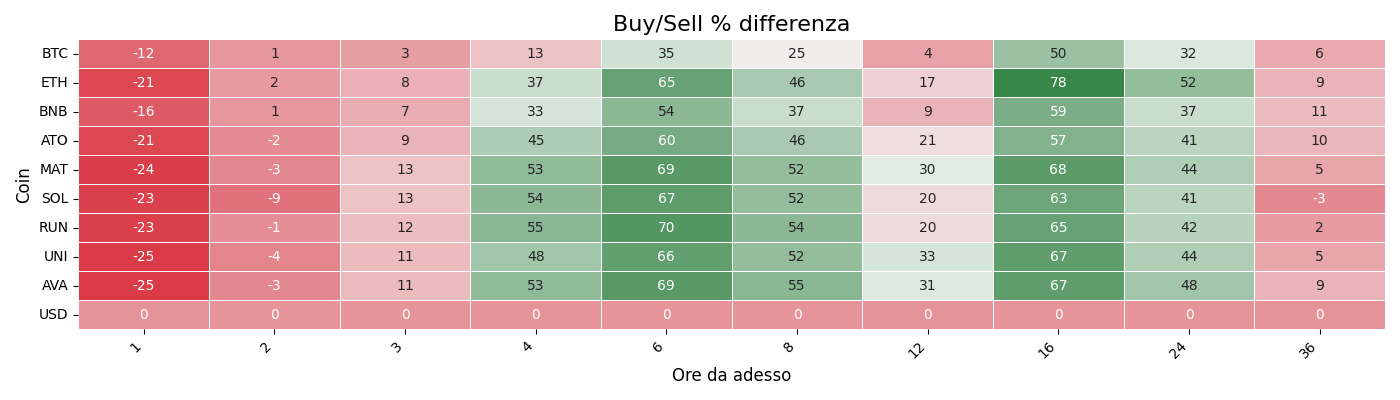 Buy/Sell % differenza
Coin
BTC -12 1 3 13 35 25 4 50 32 6
ETH -21 2 8 37 65 46 17 78 52 9
BNB -16 1 7 33 54 37 9 59 37 11
ATO -21 -2 9 45 60 46 21 57 41 10
MAT -24 -3 13 53 69 52 30 68 44 5
SOL -23 -9 13 54 67 52 20 63 41 -3
RUN -23 -1 12 55 70 54 20 65 42 2
UNI -25 -4 11 48 66 52 33 67 44 5
AVA -25 -3 11 53 69 55 31 67 48 9
USD 0 0 0 0 0 0 0 0 0 0
1 2 3 4 6 8 12 16 24 36
Ore da adesso